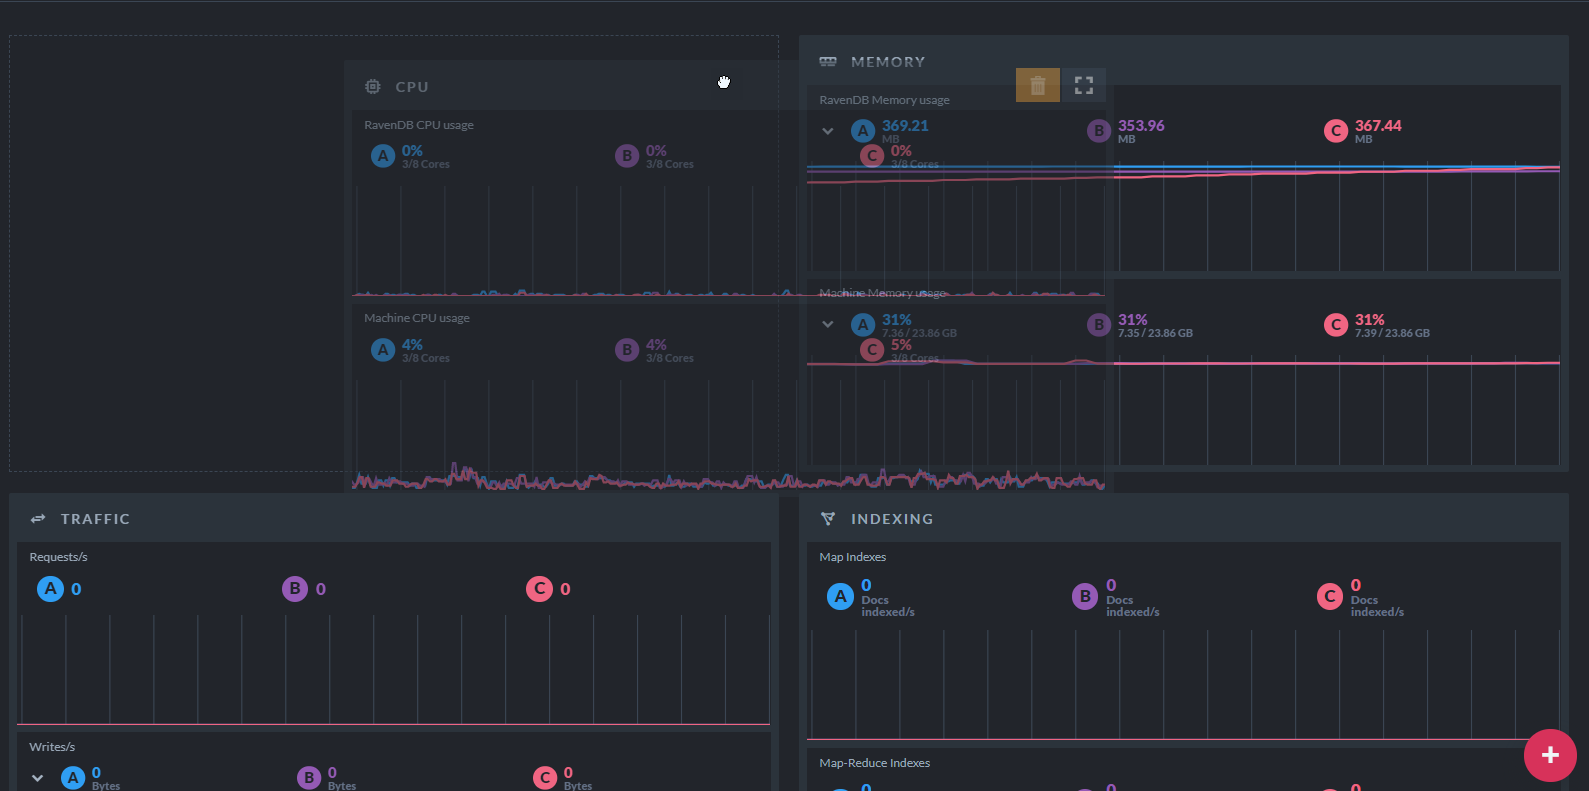 CPU
RavenDB CPU usage
A 0% 3/8 Cores
B 0% 3/8 Cores
C 0% 3/8 Cores
Machine CPU usage
A 4% 3/8 Cores
B 4% 3/8 Cores
C 5% 3/8 Cores
MEMORY
RavenDB Memory usage
A 369.21 MB
B 353.96 MB
C 367.44 MB
Machine Memory usage
A 31% 7.36 / 23.86 GB
B 31% 7.35 / 23.86 GB
C 31% 7.39 / 23.86 GB
TRAFFIC
Requests/s
A 0
B 0
C 0
Writes/s
A 0 Bytes
B 0 Bytes
C 0 Bytes
INDEXING
Map Indexes
A 0 Docs indexed/s
B 0 Docs indexed/s
C 0 Docs indexed/s
Map-Reduce Indexes
0
0
0